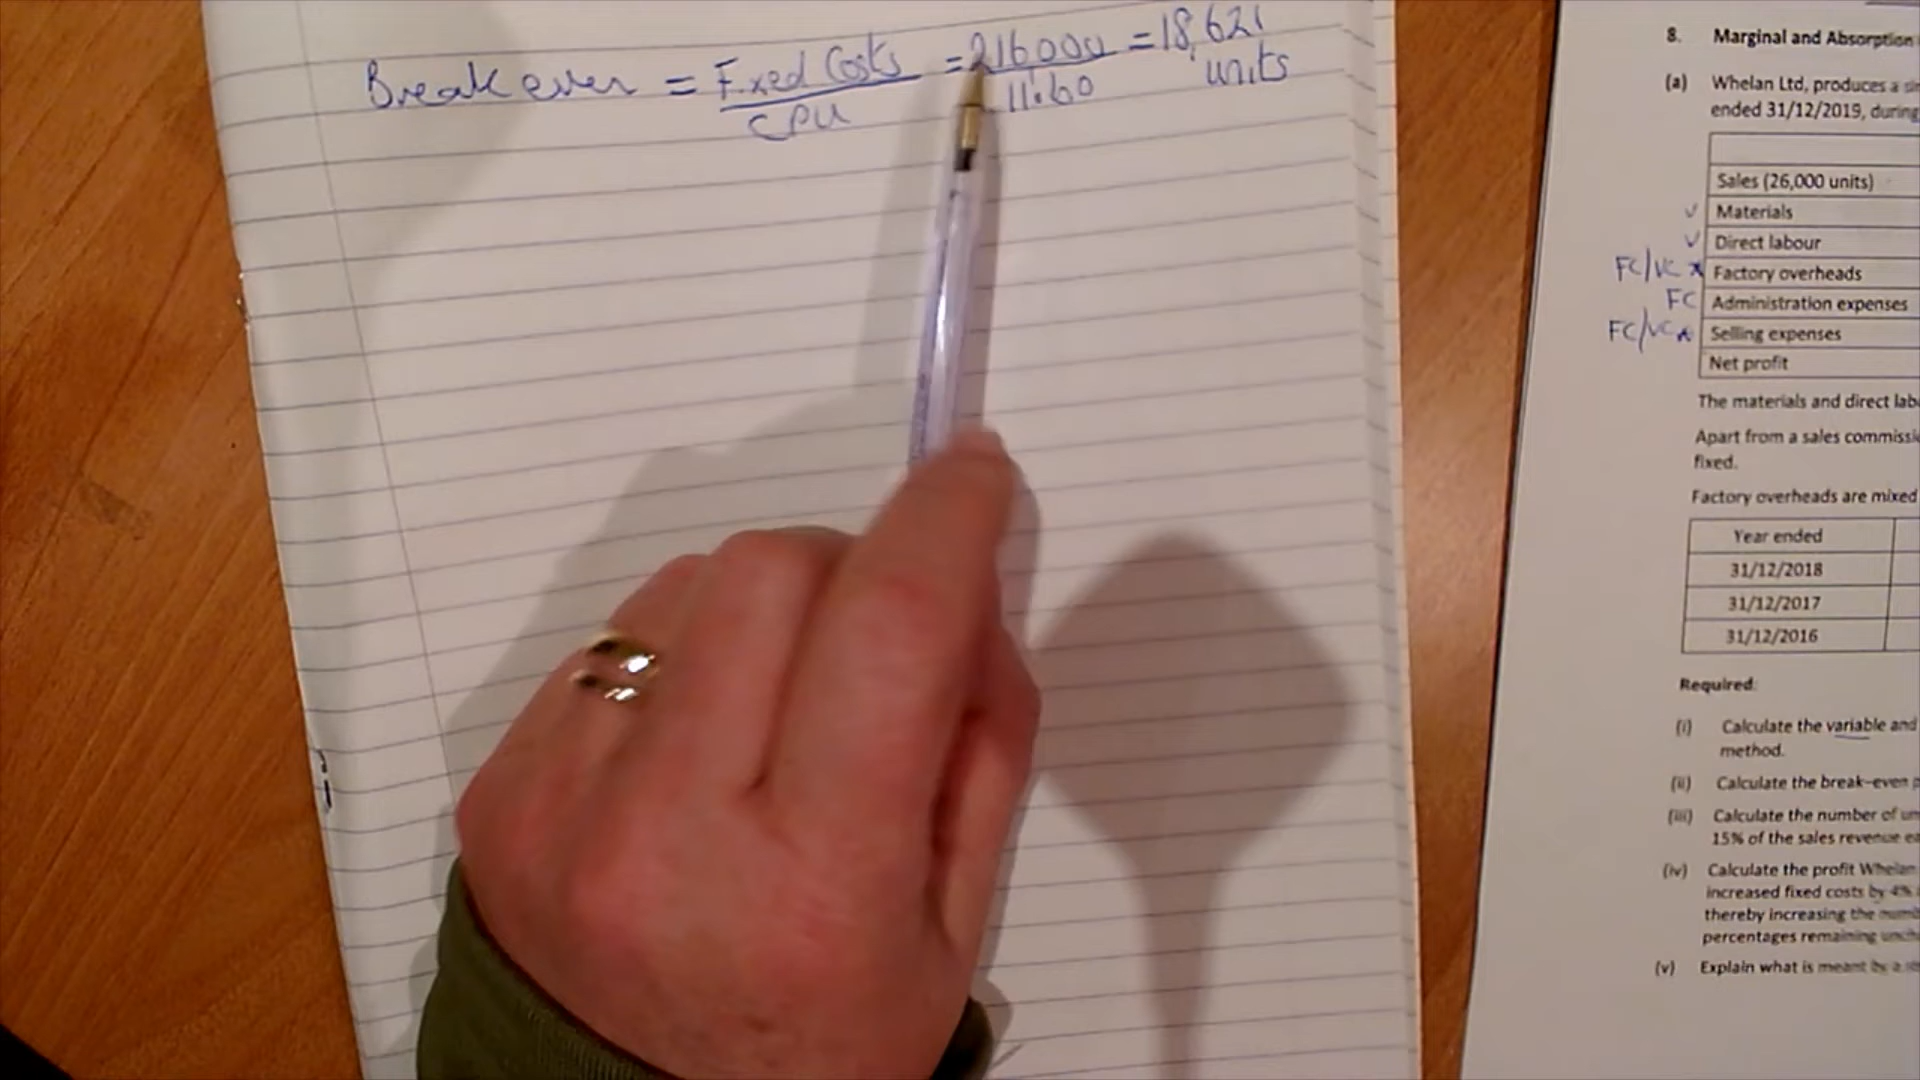 Break even = Fixed Costs = 216000 = 18,621
CPU 11.60 units
8. Marginal and Absorption
(a) Whelan Ltd, produces a
ended 31/12/2019, during
Sales (26,000 units)
✓ Materials
✓ Direct labour
FC/VC Factory overheads
FC Administration expenses
FC/VC Selling expenses
Net profit
The materials and direct
Apart from a sales
fixed.
Factory overheads are mixed
Year ended
31/12/2018
31/12/2017
31/12/2016
Required:
(i) Calculate the variable and
method.
(ii) Calculate the break-even
(iii) Calculate the number of
15% of the sales revenue
(iv) Calculate the profit Whelan
increased fixed costs by 4%
thereby increasing the
percentages remaining
(v) Explain what is meant by a